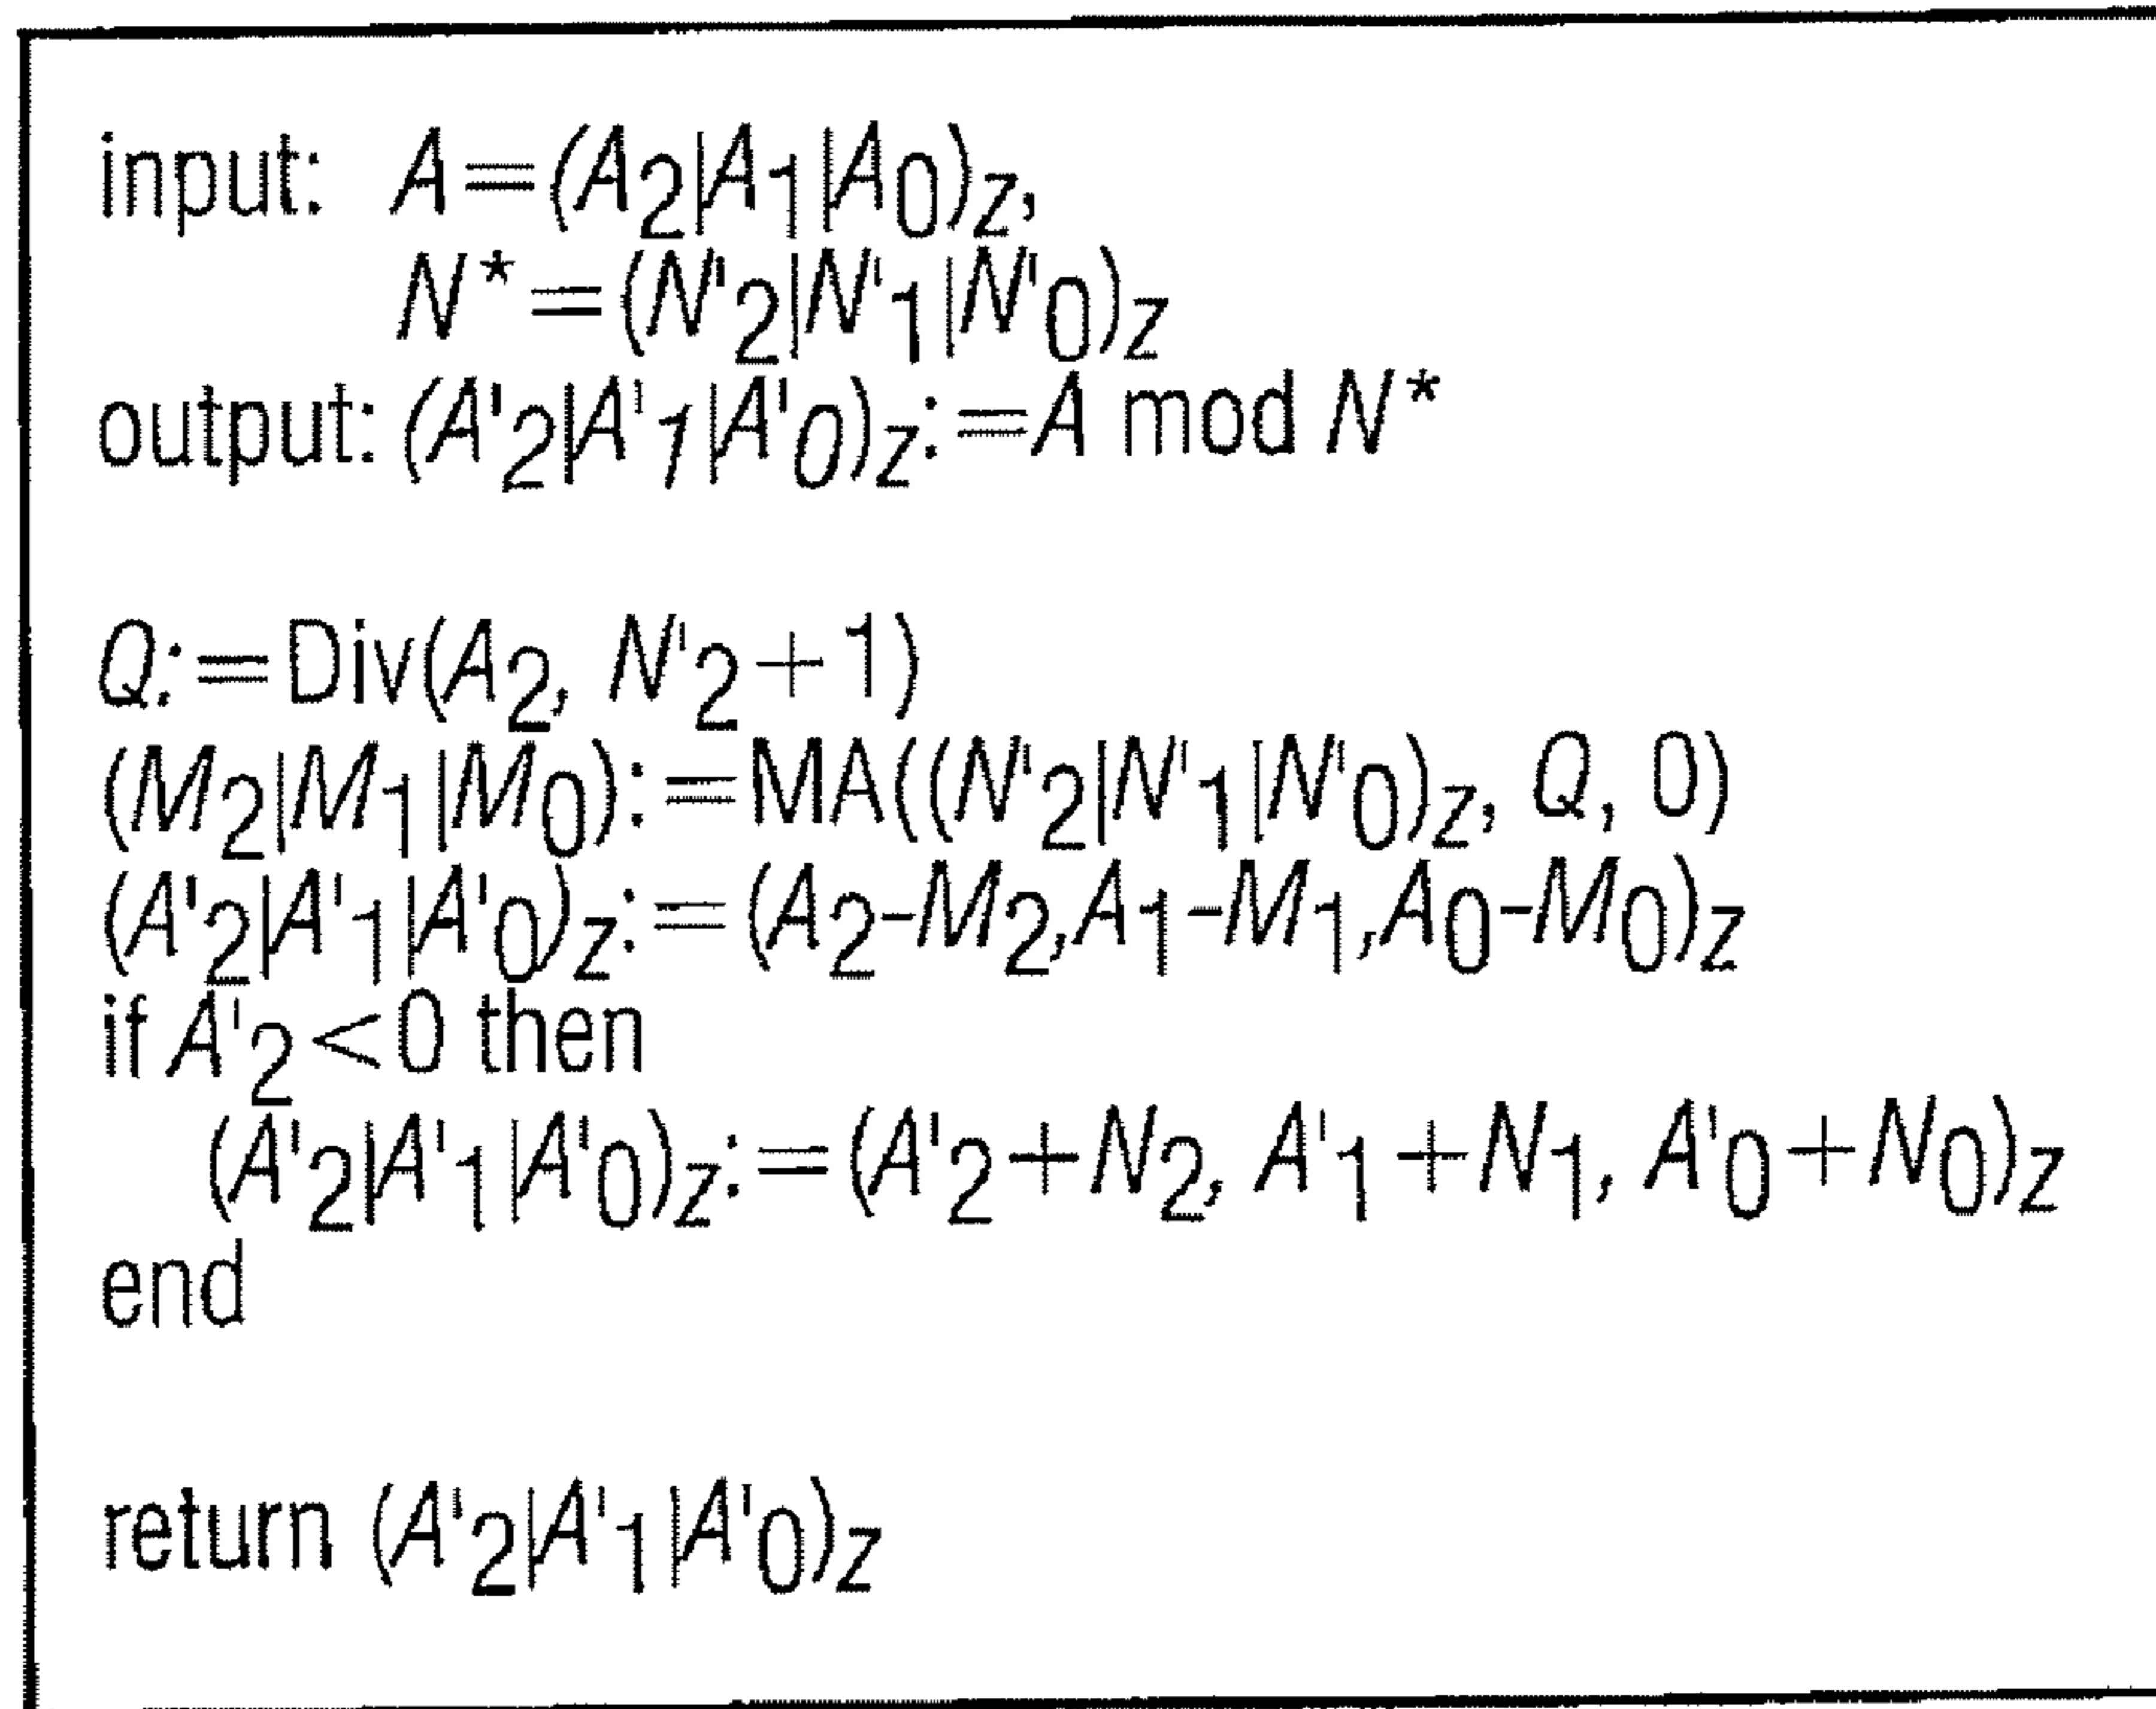 input: A=(A2|A1|A0)Z,
N*=(N'2|N'1|N'0)Z
output: (A'2|A'1|A'0)Z:=A mod N*
Q:=Div(A2, N'2+1)
(M2|M1|M0):=MA((N'2|N'1|N'0)Z, Q, 0)
(A'2|A'1|A'0)Z:=(A2-M2,A1-M1,A0-M0)Z
if A'2<0 then
(A'2|A'1|A'0)Z:=(A'2+N2, A'1+N1, A'0+N0)Z
end
return (A'2|A'1|A'0)Z